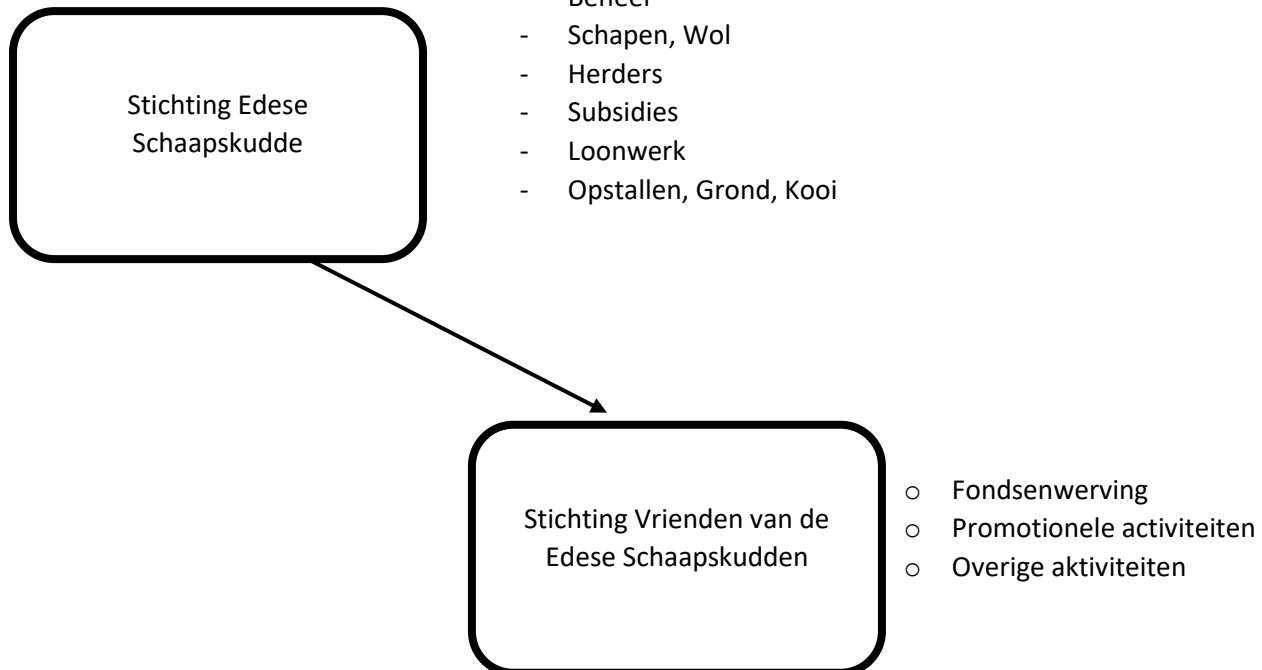 Beheer
- Schapen, Wol
- Herders
- Subsidies
- Loonwerk
- Opstallen, Grond, Kooi
Stichting Edese
Schaapskudde
Stichting Vrienden van de
Edese Schaapskudden
o Fondsenwerving
o Promotionele activiteiten
o Overige aktiviteiten